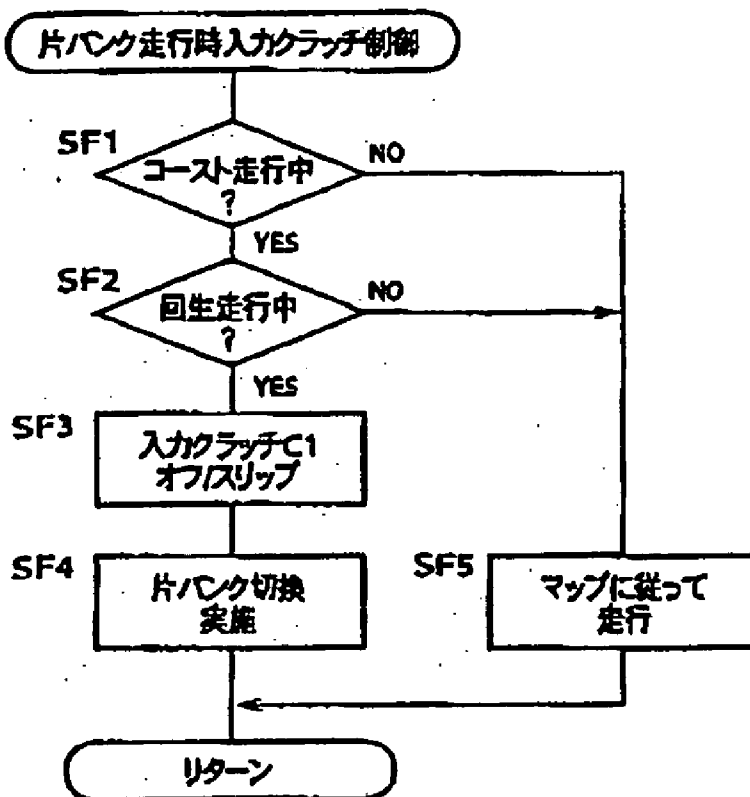 片バンク走行時入力クラッチ制御
SF1
コースト走行中
?
NO
YES
SF2
回生走行中
?
NO
YES
SF3
入力クラッチC1
オフ/スリップ
SF4
片バンク切換
実施
SF5
マップに従って
走行
リターン